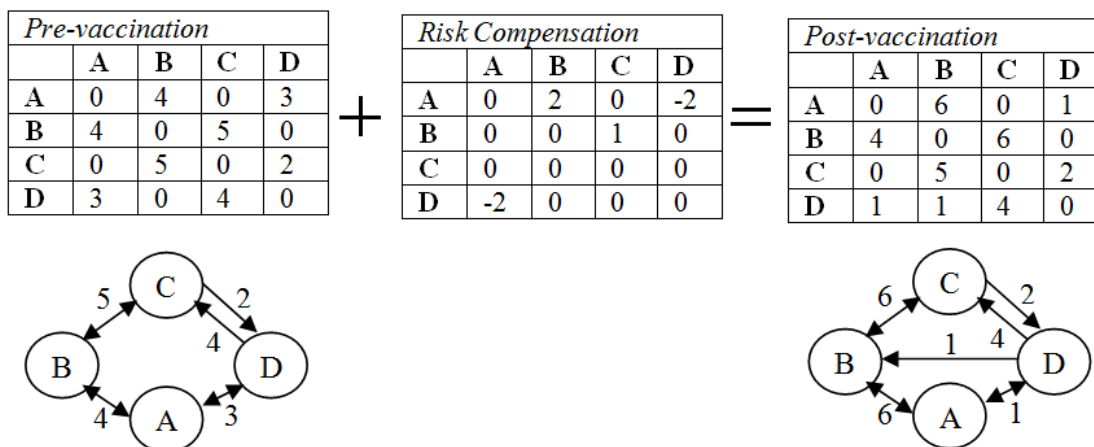 Pre-vaccination
A B C D
A 0 4 0 3
B 4 0 5 0
C 0 5 0 2
D 3 0 4 0
+
Risk Compensation
A B C D
A 0 2 0 -2
B 0 0 1 0
C 0 0 0 0
D -2 0 0 0
=
Post-vaccination
A B C D
A 0 6 0 1
B 4 0 6 0
C 0 5 0 2
D 1 1 4 0
C
5 2
4
B D
4 3
A
C
6 2
4
1
B D
6 1
A